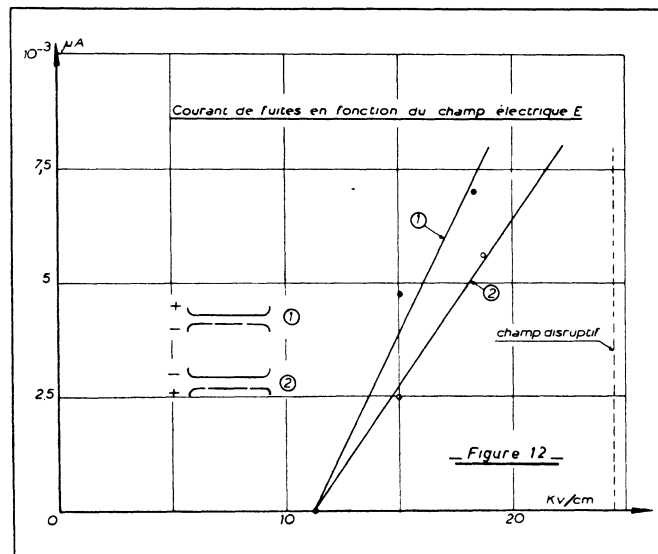 10-3 µA
Courant de fuites en fonction du champ électrique E
7,5
1
5
+
- 1
2
champ disruptif
-
+ 2
2.5
_ Figure 12 _
0
10
20
Kv/cm